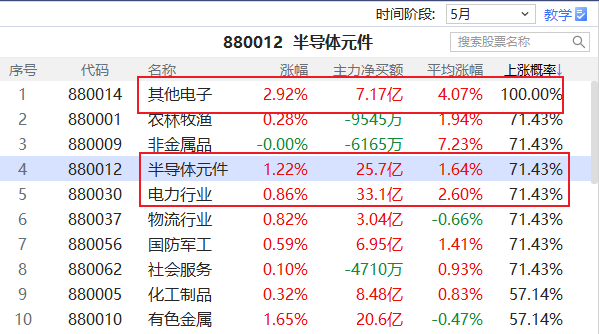 时间阶段: 5月 教学
880012 半导体元件 搜索股票名称
序号 代码 名称 涨幅 主力净买额 平均涨幅 上涨概率↓
1 880014 其他电子 2.92% 7.17亿 4.07% 100.00%
2 880001 农林牧渔 0.28% -9545万 1.94% 71.43%
3 880009 非金属品 -0.00% -6165万 7.23% 71.43%
4 880012 半导体元件 1.22% 25.7亿 1.64% 71.43%
5 880030 电力行业 0.86% 33.1亿 2.60% 71.43%
6 880037 物流行业 0.82% 3.04亿 -0.66% 71.43%
7 880056 国防军工 0.59% 6.95亿 1.41% 71.43%
8 880062 社会服务 0.10% -4710万 0.93% 71.43%
9 880005 化工制品 0.32% 8.48亿 0.83% 57.14%
10 880010 有色金属 1.65% 20.6亿 -0.47% 57.14%